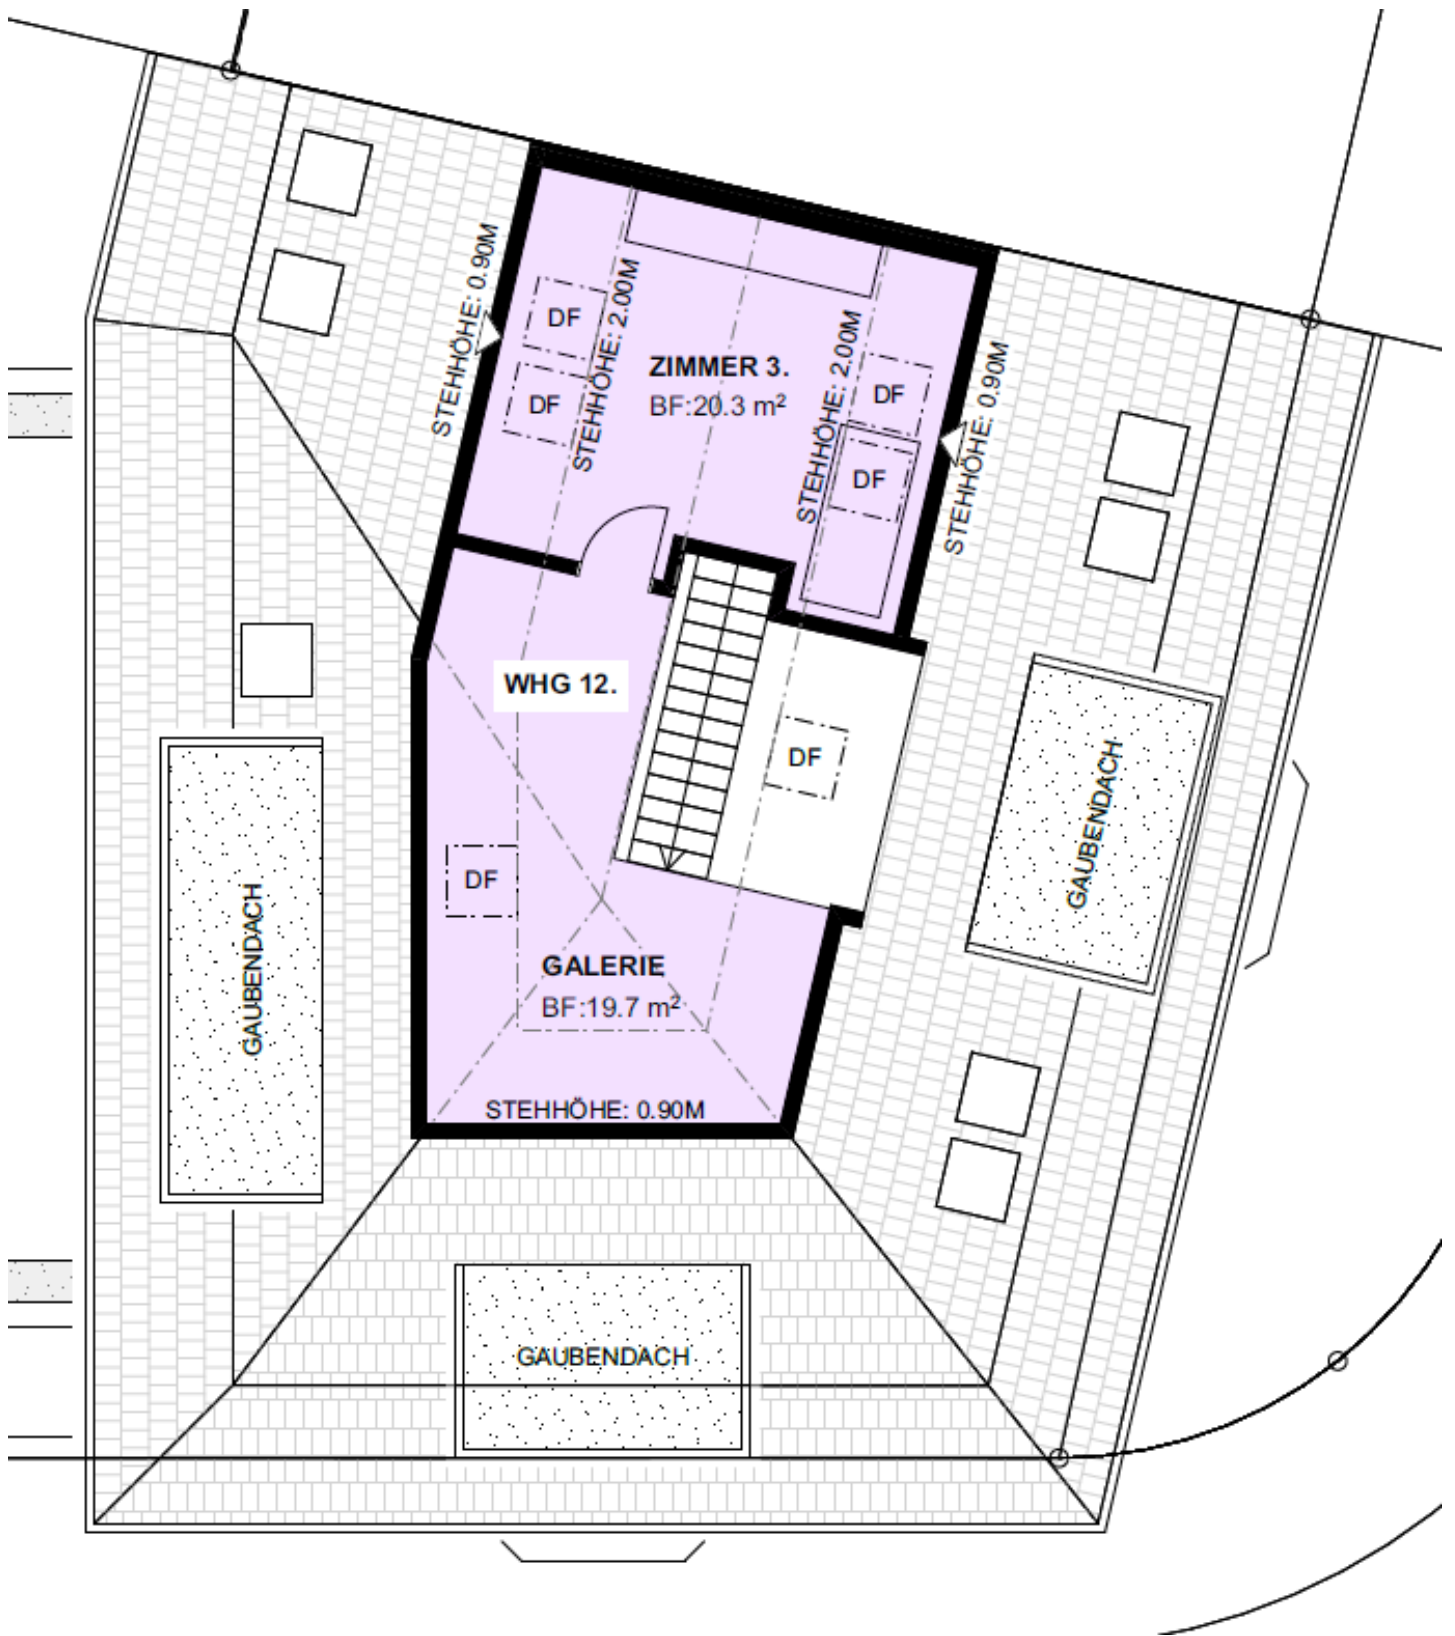 STEHHÖHE: 0.90M
STEHHÖHE: 2.00M
DF
DF
ZIMMER 3.
BF:20.3 m²
STEHHÖHE: 2.00M
DF
DF
STEHHÖHE: 0.90M
WHG 12.
DF
DF
GALERIE
BF:19.7 m²
STEHHÖHE: 0.90M
GAUBENDACH
GAUBENDACH
GAUBENDACH